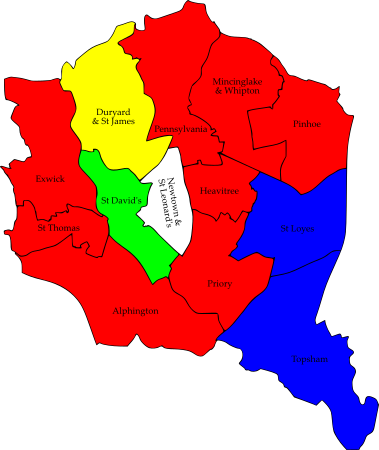 Mincinglake
& Whipton
Duryard
& St James
Pennsylvania
Pinhoe
Exwick
Heavitree
Newtown &
St Leonard's
St David's
St Thomas
St Loyes
Priory
Alphington
Topsham